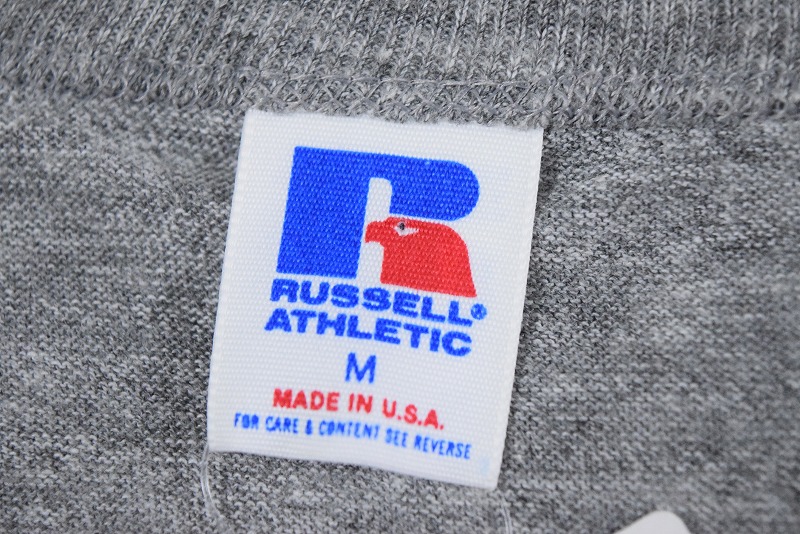 RUSSELL®
ATHLETIC
M
MADE IN U.S.A.
FOR CARE & CONTENT SEE REVERSE